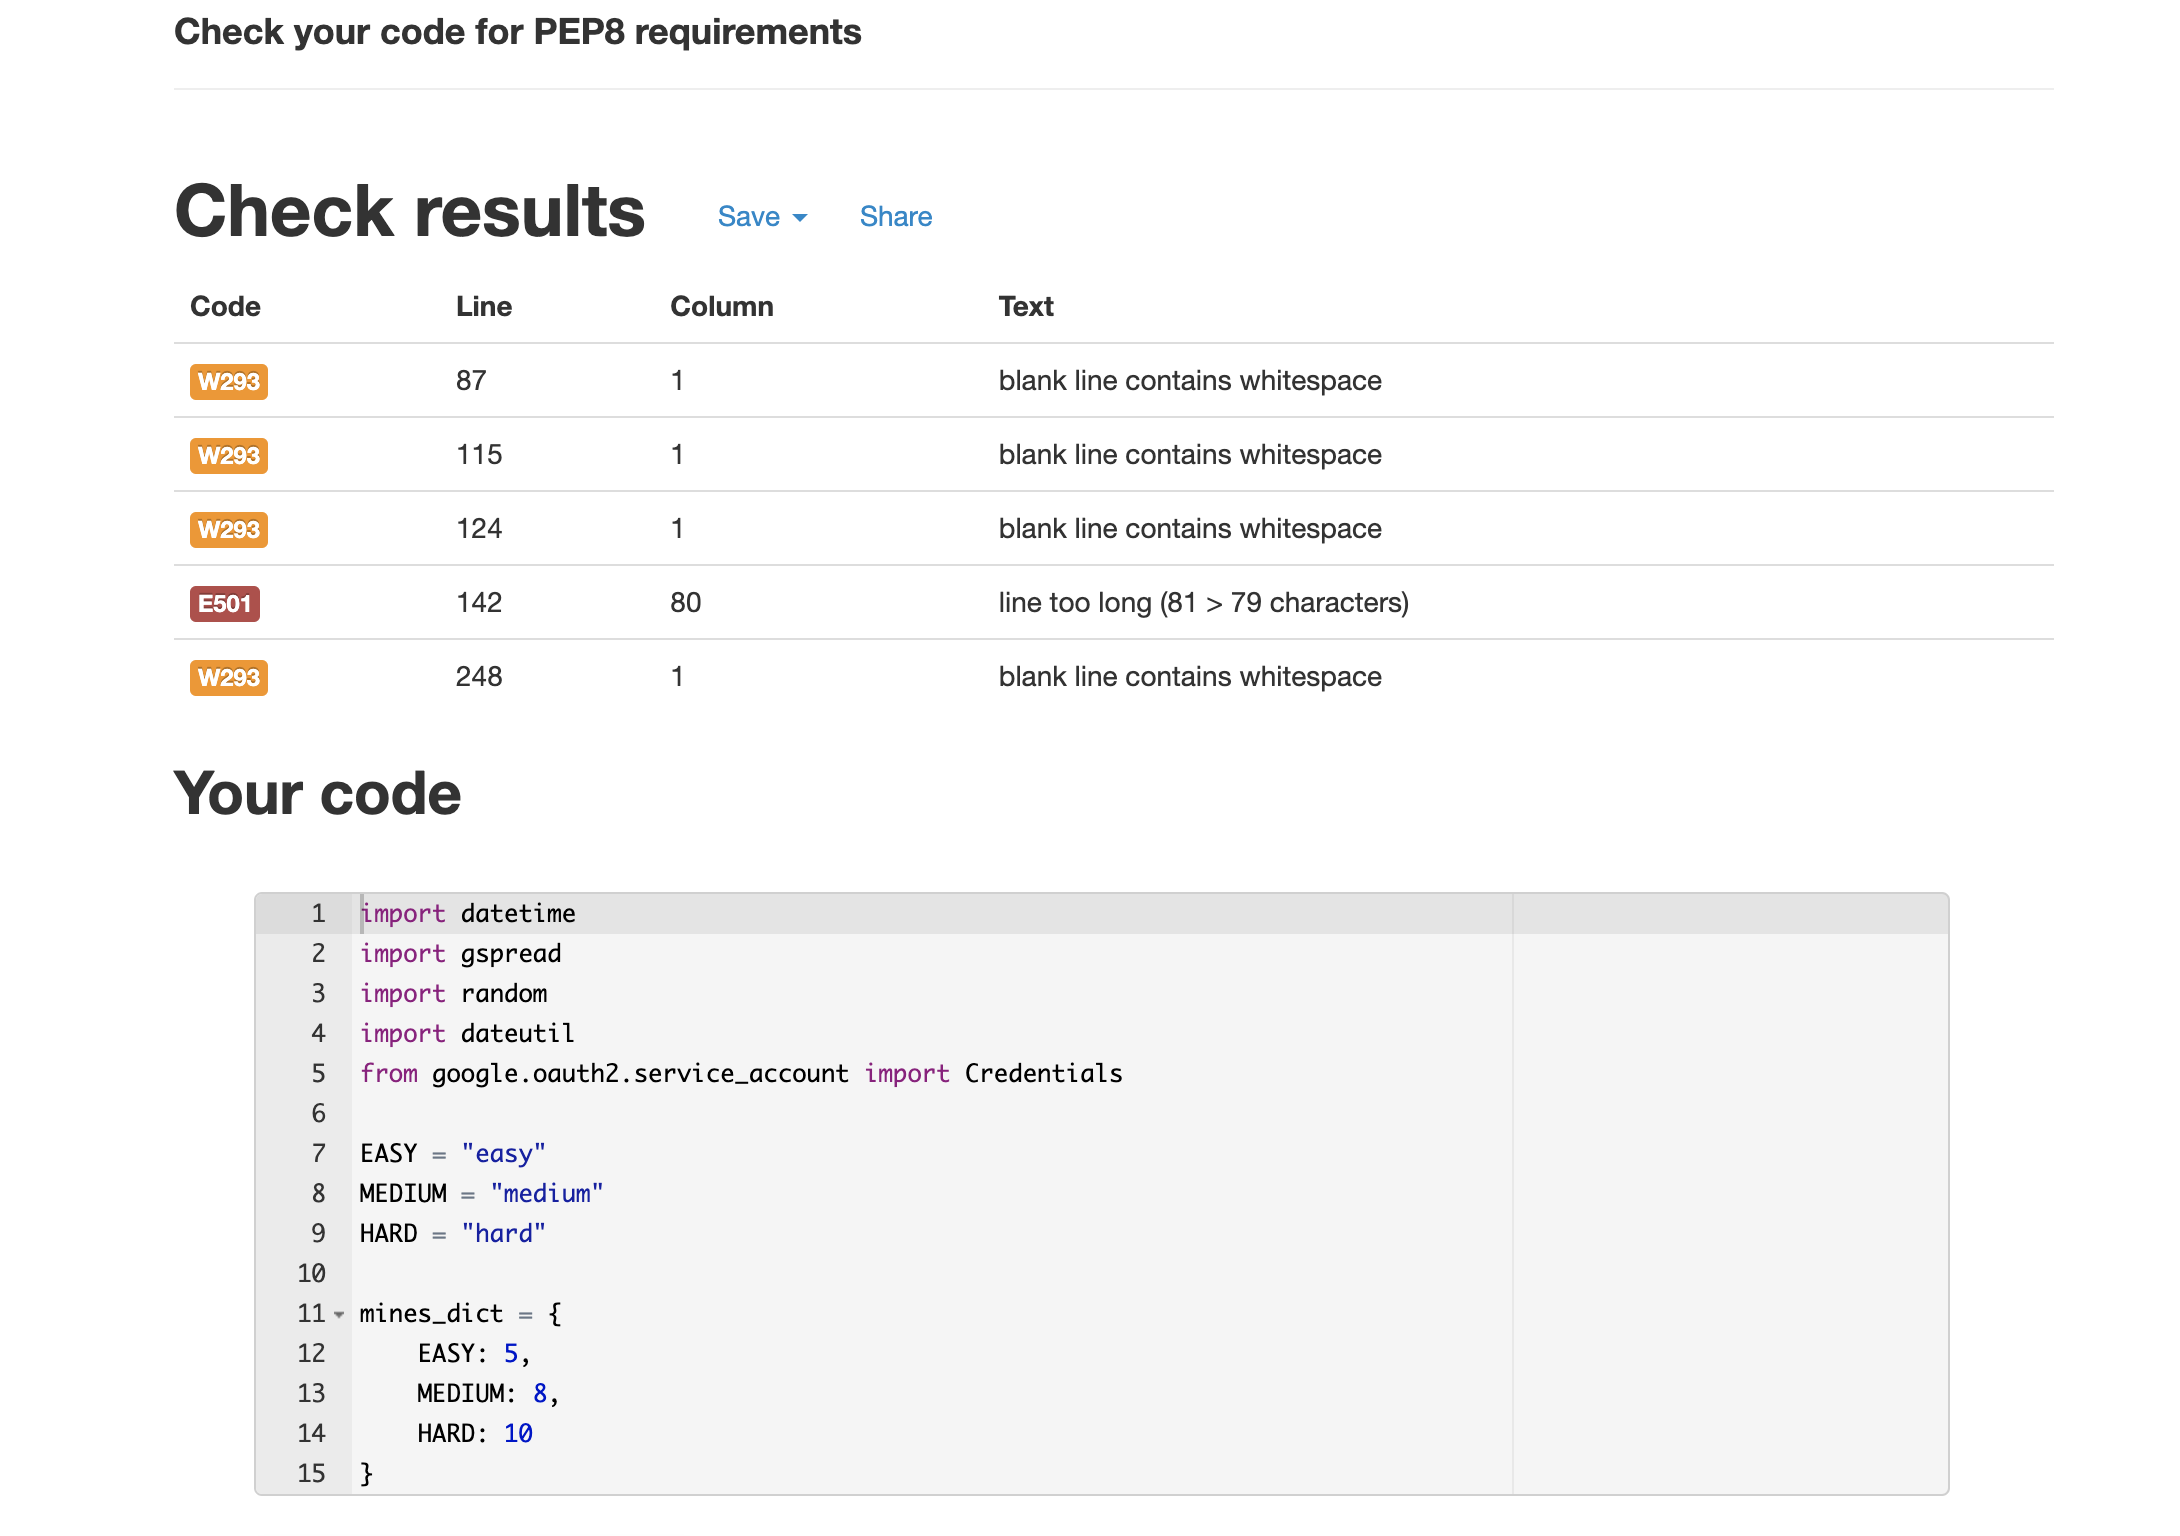 Check your code for PEP8 requirements
Check results Save Share
Code Line Column Text
W293 87 1 blank line contains whitespace
W293 115 1 blank line contains whitespace
W293 124 1 blank line contains whitespace
E501 142 80 line too long (81 > 79 characters)
W293 248 1 blank line contains whitespace
Your code
1 import datetime
2 import gspread
3 import random
4 import dateutil
5 from google.oauth2.service_account import Credentials
6
7 EASY = "easy"
8 MEDIUM = "medium"
9 HARD = "hard"
10
11 mines_dict = {
12     EASY: 5,
13     MEDIUM: 8,
14     HARD: 10
15 }